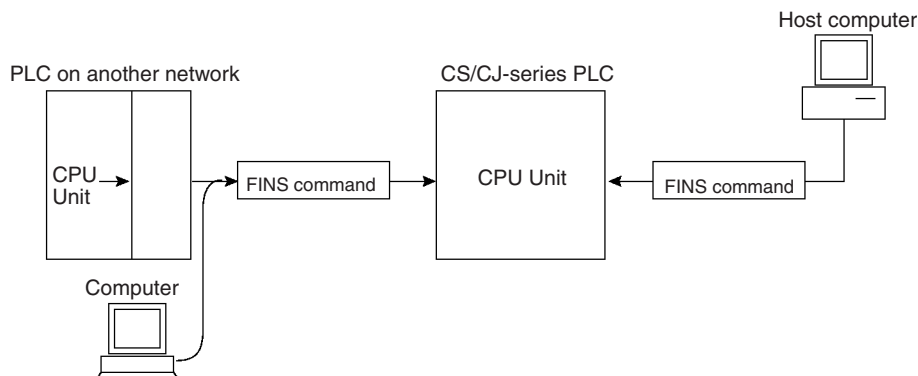 Host computer
PLC on another network
CS/CJ-series PLC
CPU
Unit
FINS command
CPU Unit
FINS command
Computer